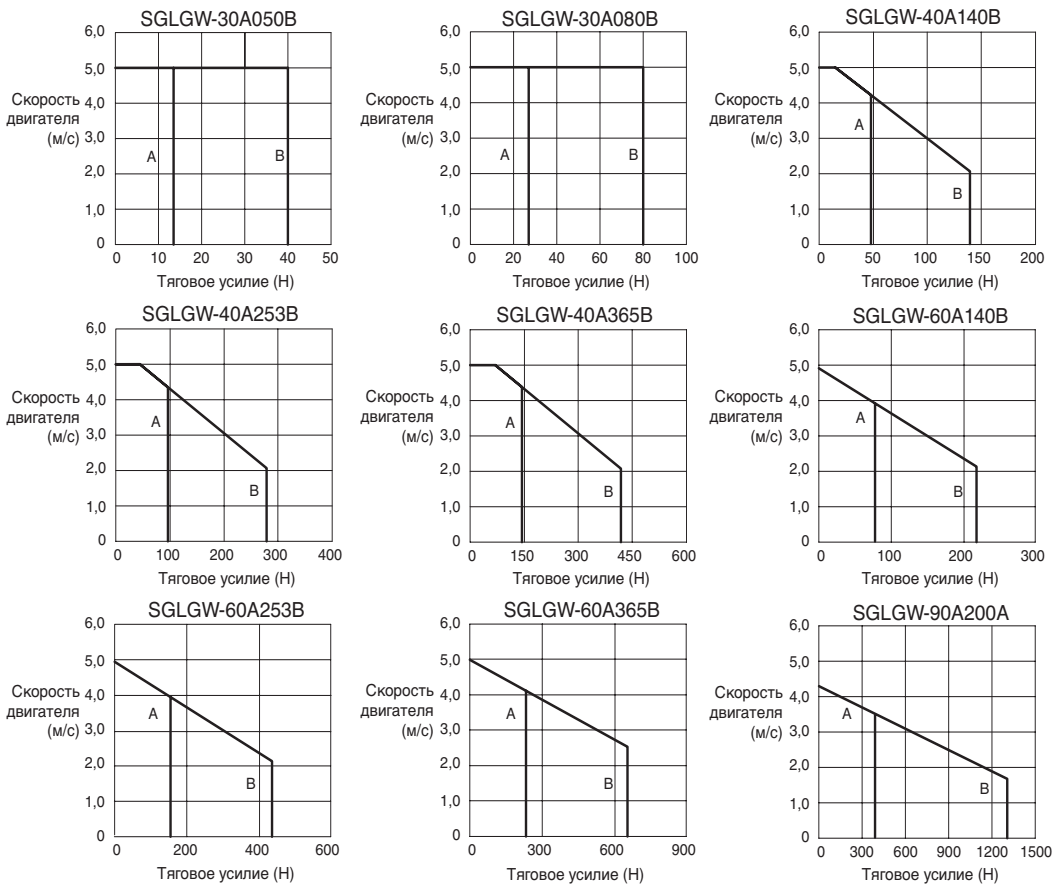 SGLGW-30A050B
6,0
5,0
4,0
3,0
2,0
1,0
0
Скорость
двигателя
(м/с)
A
B
0 10 20 30 40 50
Тяговое усилие (Н)
SGLGW-30A080B
6,0
5,0
4,0
3,0
2,0
1,0
0
Скорость
двигателя
(м/с)
A
B
0 20 40 60 80 100
Тяговое усилие (Н)
SGLGW-40A140B
6,0
5,0
4,0
3,0
2,0
1,0
0
Скорость
двигателя
(м/с)
A
B
0 50 100 150 200
Тяговое усилие (Н)
SGLGW-40A253B
6,0
5,0
4,0
3,0
2,0
1,0
0
Скорость
двигателя
(м/с)
A
B
0 100 200 300 400
Тяговое усилие (Н)
SGLGW-40A365B
6,0
5,0
4,0
3,0
2,0
1,0
0
Скорость
двигателя
(м/с)
A
B
0 150 300 450 600
Тяговое усилие (Н)
SGLGW-60A140B
6,0
5,0
4,0
3,0
2,0
1,0
0
Скорость
двигателя
(м/с)
A
B
0 100 200 300
Тяговое усилие (Н)
SGLGW-60A253B
6,0
5,0
4,0
3,0
2,0
1,0
0
Скорость
двигателя
(м/с)
A
B
0 200 400 600
Тяговое усилие (Н)
SGLGW-60A365B
6,0
5,0
4,0
3,0
2,0
1,0
0
Скорость
двигателя
(м/с)
A
B
0 300 600 900
Тяговое усилие (Н)
SGLGW-90A200A
6,0
5,0
4,0
3,0
2,0
1,0
0
Скорость
двигателя
(м/с)
A
B
0 300 600 900 1200 1500
Тяговое усилие (Н)